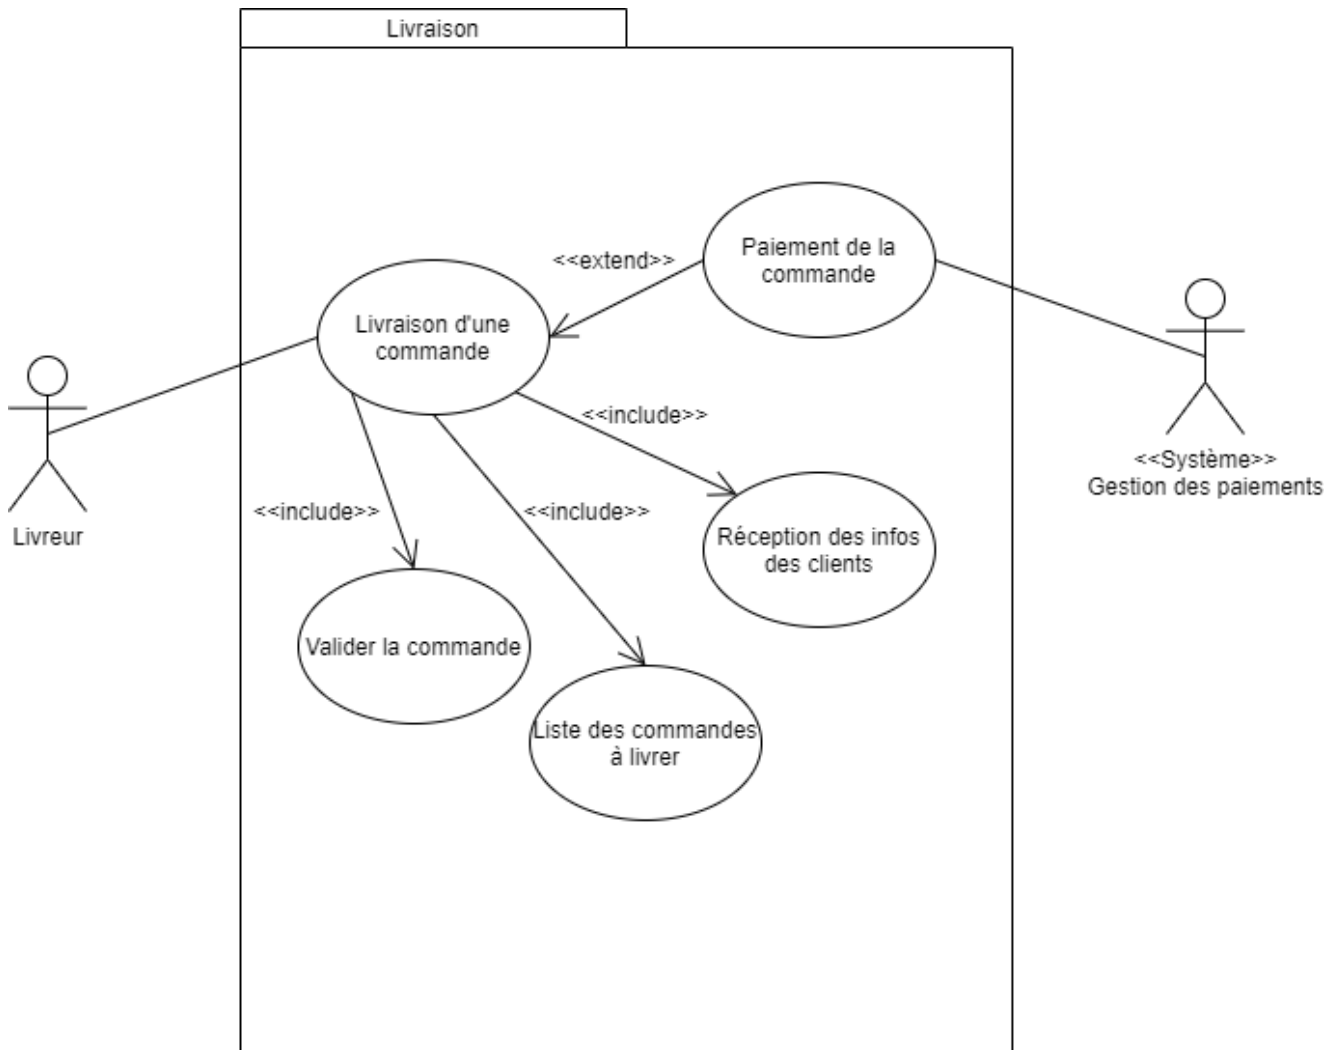 Livraison
Paiement de la
commande
<<extend>>
Livraison d'une
commande
<<include>>
<<Système>>
Gestion des paiements
<<include>>
<<include>>
Livreur
Réception des infos
des clients
Valider la commande
Liste des commandes
à livrer